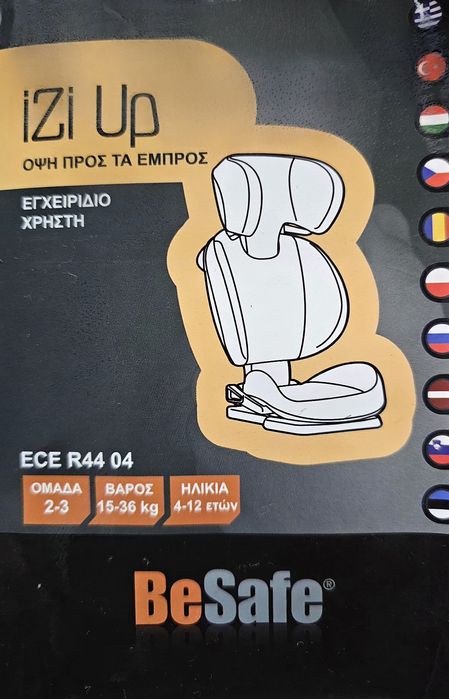 iZi Up
ΟΨΗ ΠΡΟΣ ΤΑ ΕΜΠΡΟΣ
ΕΓΧΕΙΡΙΔΙΟ
ΧΡΗΣΤΗ
ECE R44 04
ΟΜΑΔΑ
2-3
ΒΑΡΟΣ
15-36 kg
ΗΛΙΚΙΑ
4-12 ετών
BeSafe®